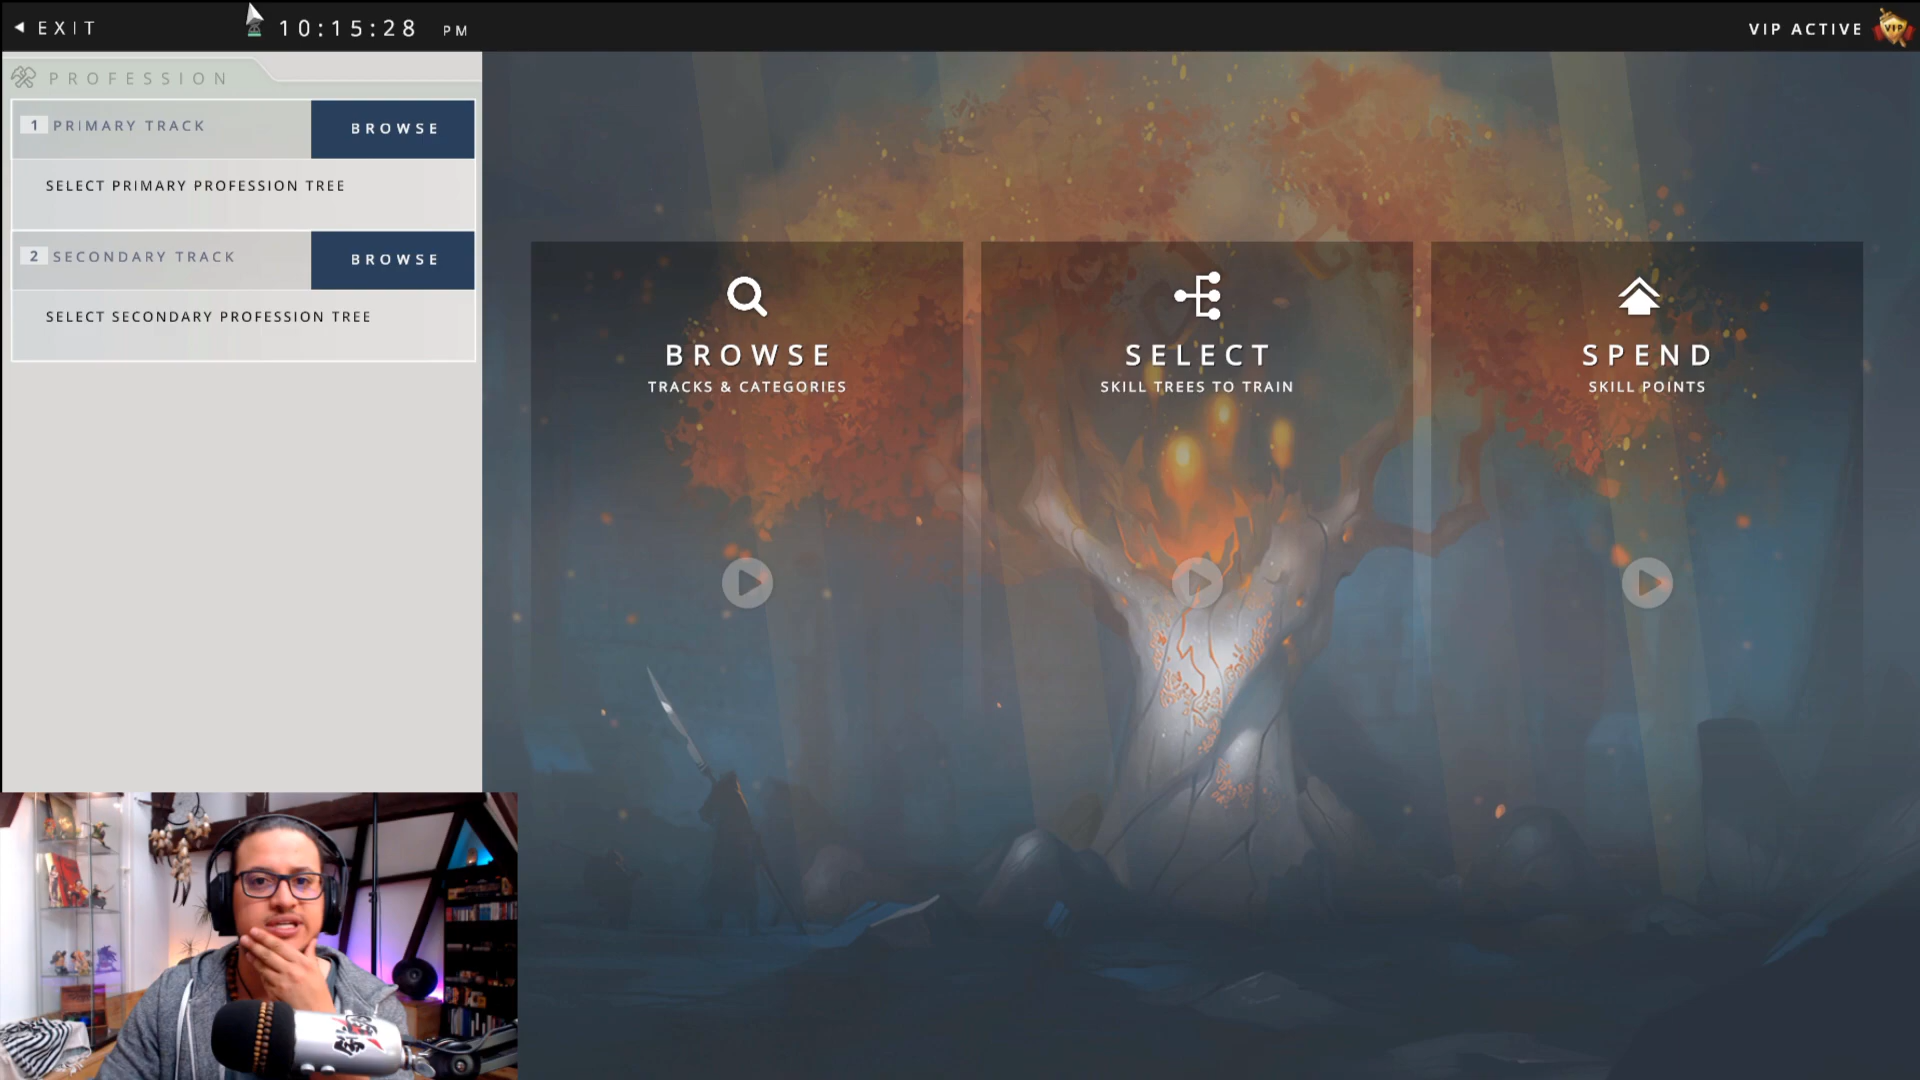 EXIT
10:15:28 PM
VIP ACTIVE
VIP
PROFESSION
1 PRIMARY TRACK
BROWSE
SELECT PRIMARY PROFESSION TREE
2 SECONDARY TRACK
BROWSE
SELECT SECONDARY PROFESSION TREE
BROWSE
TRACKS & CATEGORIES
SELECT
SKILL TREES TO TRAIN
SPEND
SKILL POINTS